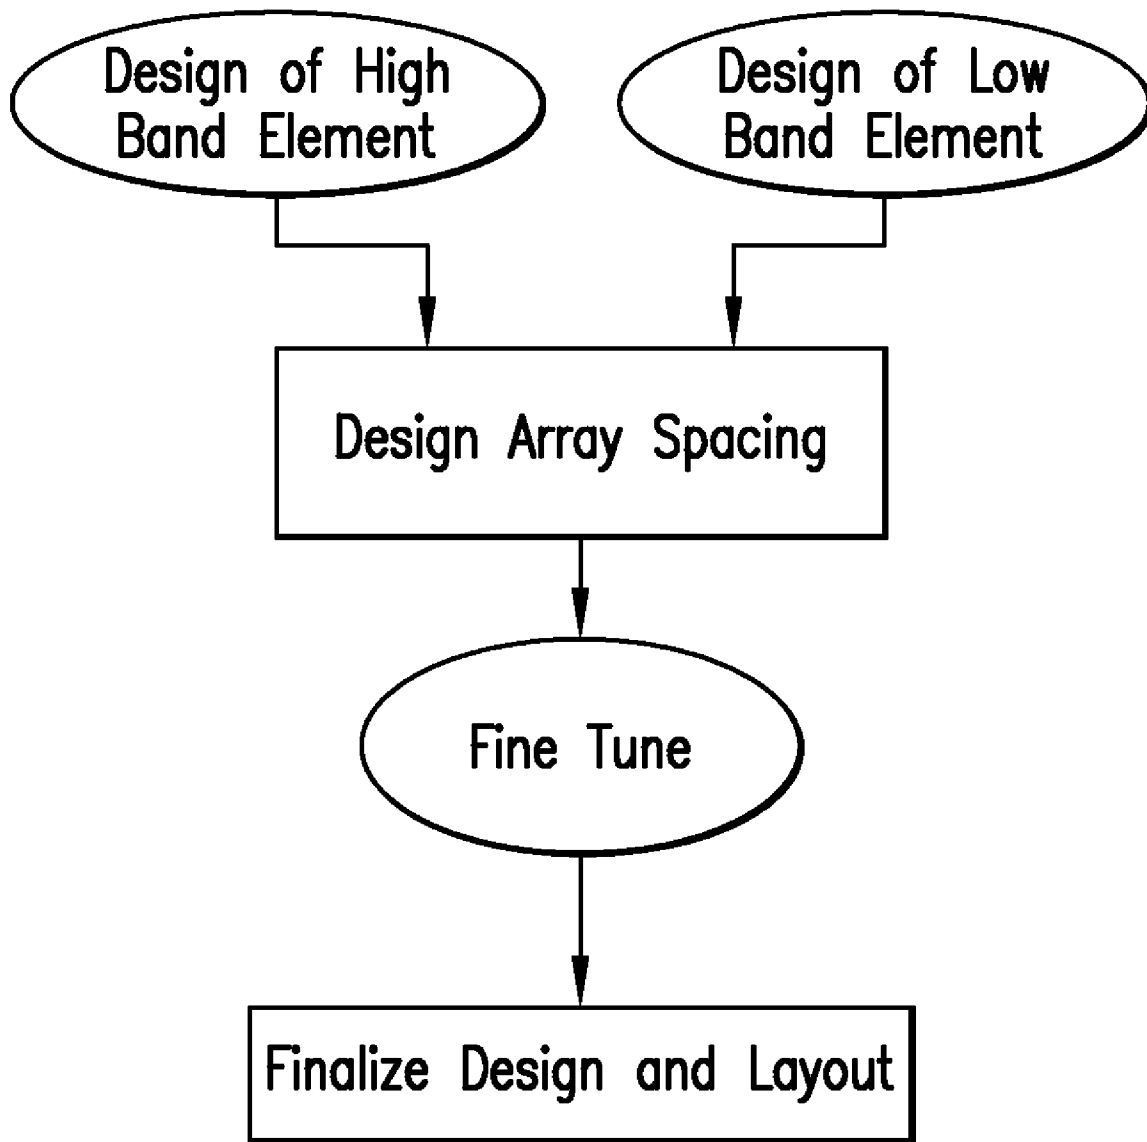 Design of High
Band Element
Design of Low
Band Element
Design Array Spacing
Fine Tune
Finalize Design and Layout